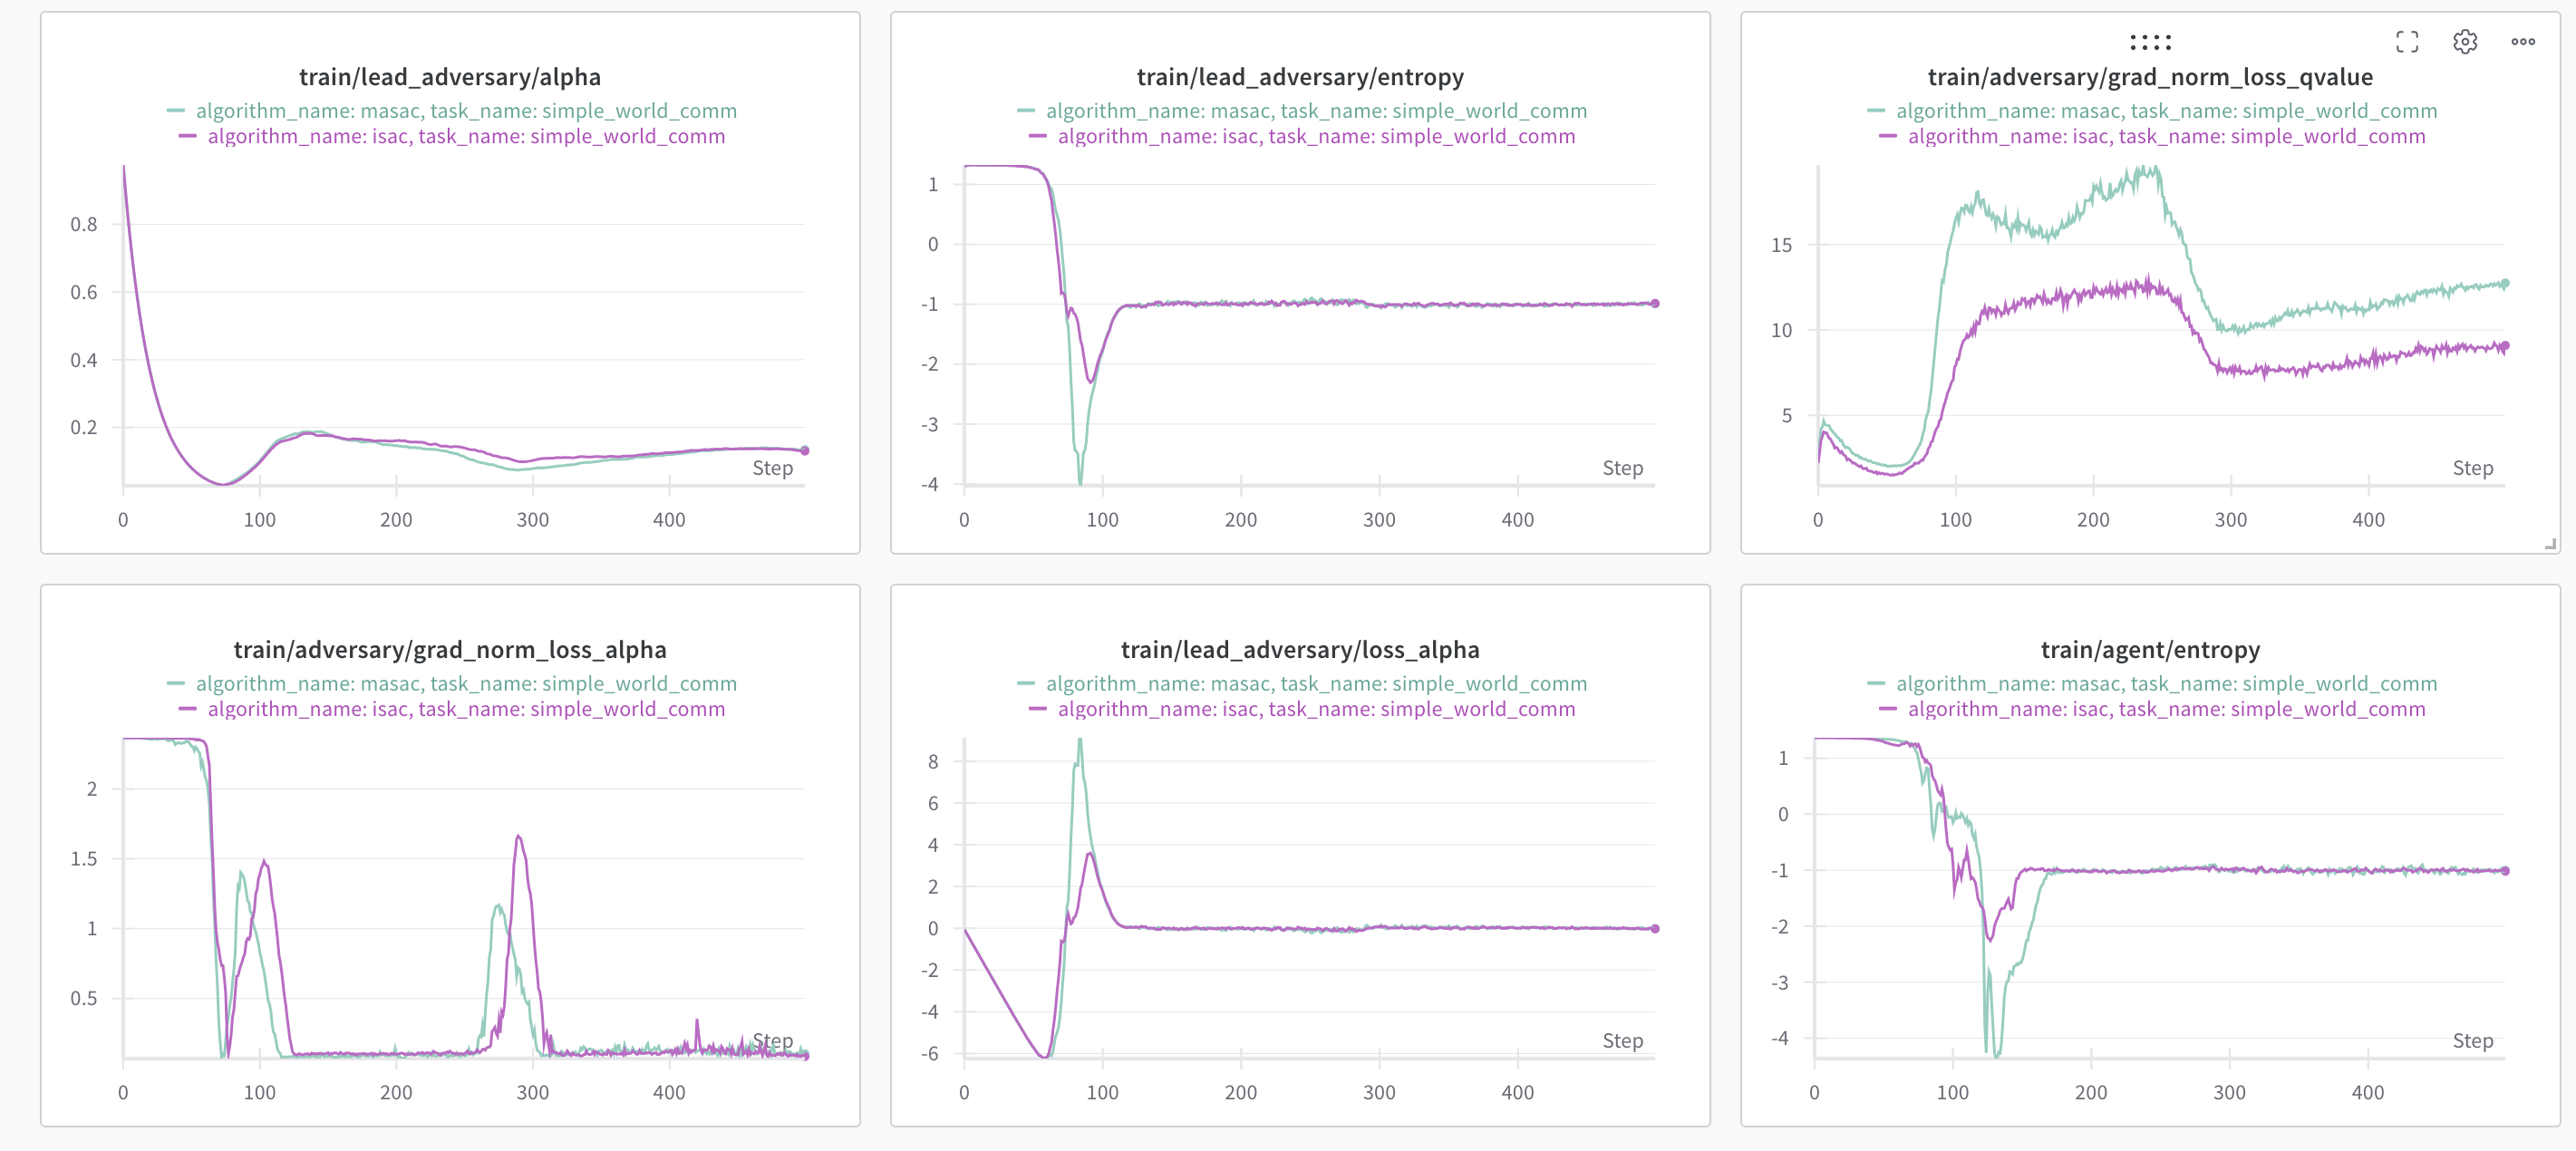 train/lead_adversary/alpha
algorithm_name: masac, task_name: simple_world_comm
algorithm_name: isac, task_name: simple_world_comm
0.8
0.6
0.4
0.2
Step
0 100 200 300 400
train/lead_adversary/entropy
algorithm_name: masac, task_name: simple_world_comm
algorithm_name: isac, task_name: simple_world_comm
1
0
-1
-2
-3
-4
Step
0 100 200 300 400
train/adversary/grad_norm_loss_qvalue
algorithm_name: masac, task_name: simple_world_comm
algorithm_name: isac, task_name: simple_world_comm
15
10
5
Step
0 100 200 300 400
train/adversary/grad_norm_loss_alpha
algorithm_name: masac, task_name: simple_world_comm
algorithm_name: isac, task_name: simple_world_comm
2
1.5
1
0.5
Step
0 100 200 300 400
train/lead_adversary/loss_alpha
algorithm_name: masac, task_name: simple_world_comm
algorithm_name: isac, task_name: simple_world_comm
8
6
4
2
0
-2
-4
-6
Step
0 100 200 300 400
train/agent/entropy
algorithm_name: masac, task_name: simple_world_comm
algorithm_name: isac, task_name: simple_world_comm
1
0
-1
-2
-3
-4
Step
0 100 200 300 400